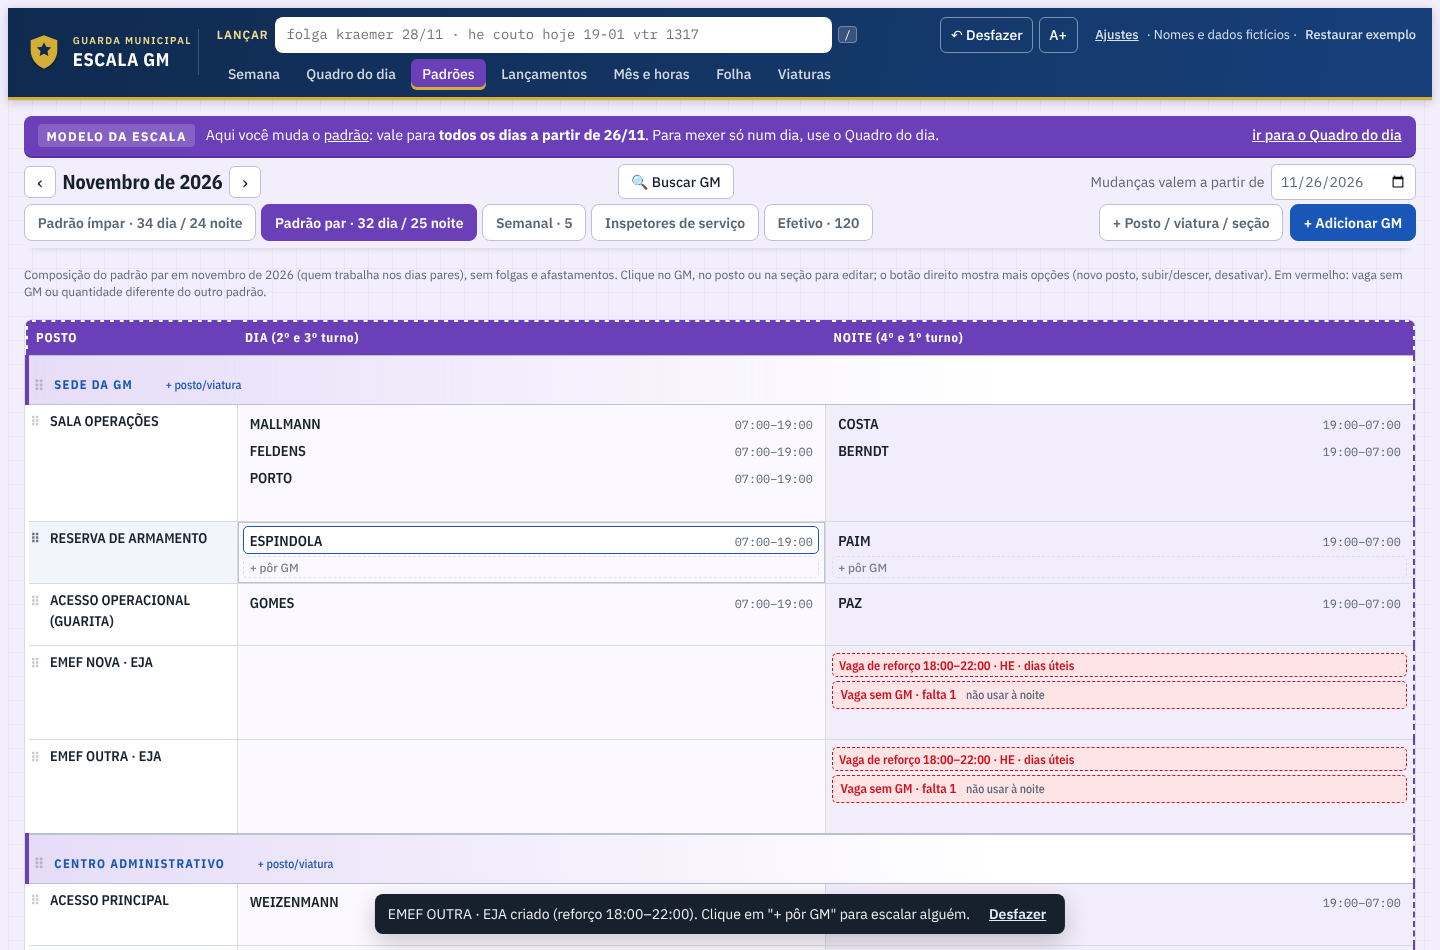 GUARDA MUNICIPAL
ESCALA GM
LANÇAR
folga kraemer 28/11 · he couto hoje 19-01 vtr 1317
/
↶ Desfazer
A+
Ajustes · Nomes e dados fictícios · Restaurar exemplo
Semana
Quadro do dia
Padrões
Lançamentos
Mês e horas
Folha
Viaturas
MODELO DA ESCALA
Aqui você muda o padrão: vale para todos os dias a partir de 26/11. Para mexer só num dia, use o Quadro do dia.
ir para o Quadro do dia
‹
Novembro de 2026
›
🔍 Buscar GM
Mudanças valem a partir de
11/26/2026
Padrão ímpar · 34 dia / 24 noite
Padrão par · 32 dia / 25 noite
Semanal · 5
Inspetores de serviço
Efetivo · 120
+ Posto / viatura / seção
+ Adicionar GM
Composição do padrão par em novembro de 2026 (quem trabalha nos dias pares), sem folgas e afastamentos. Clique no GM, no posto ou na seção para editar; o botão direito mostra mais opções (novo posto, subir/descer, desativar). Em vermelho: vaga sem
GM ou quantidade diferente do outro padrão.
POSTO
DIA (2º e 3º turno)
NOITE (4º e 1º turno)
SEDE DA GM
+ posto/viatura
SALA OPERAÇÕES
MALLMANN 07:00–19:00
FELDENS 07:00–19:00
PORTO 07:00–19:00
COSTA 19:00–07:00
BERNDT 19:00–07:00
RESERVA DE ARMAMENTO
ESPINDOLA 07:00–19:00
+ pôr GM
PAIM 19:00–07:00
+ pôr GM
ACESSO OPERACIONAL
(GUARITA)
GOMES 07:00–19:00
PAZ 19:00–07:00
EMEF NOVA · EJA
Vaga de reforço 18:00–22:00 · HE · dias úteis
Vaga sem GM · falta 1 não usar à noite
EMEF OUTRA · EJA
Vaga de reforço 18:00–22:00 · HE · dias úteis
Vaga sem GM · falta 1 não usar à noite
CENTRO ADMINISTRATIVO
+ posto/viatura
ACESSO PRINCIPAL
WEIZENMANN
19:00–07:00
EMEF OUTRA · EJA criado (reforço 18:00–22:00). Clique em "+ pôr GM" para escalar alguém.
Desfazer